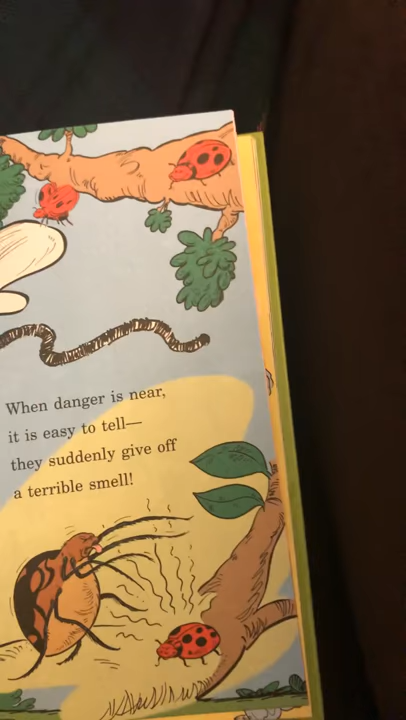 When danger is near,
it is easy to tell—
they suddenly give off
a terrible smell!